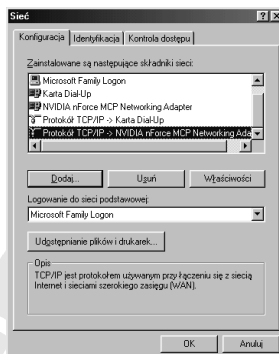 Sieć
Konfiguracja
Identyfikacja
Kontrola dostępu
Zainstalowane są następujące składniki sieci:
Microsoft Family Logon
Karta Dial-Up
NVIDIA nForce MCP Networking Adapter
Protokół TCP/IP -> Karta Dial-Up
Protokół TCP/IP -> NVIDIA nForce MCP Networking Ada
Dodaj...
Usuń
Właściwości
Logowanie do sieci podstawowej:
Microsoft Family Logon
Udostępnianie plików i drukarek...
Opis
TCP/IP jest protokołem używanym przy łączeniu się z siecią
Internet i sieciami szerokiego zasięgu (WAN).
OK
Anuluj